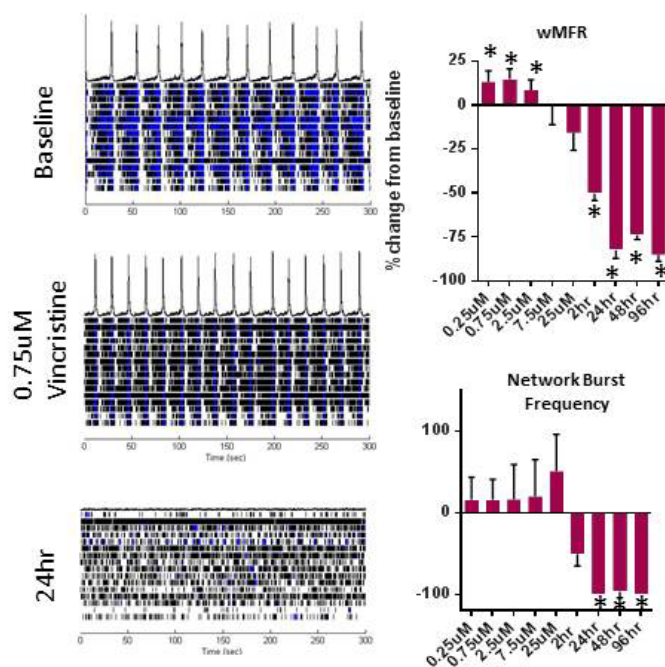 Baseline
0 50 100 150 200 250 300
Time (sec)
0.75uM
Vincristine
0 50 100 150 200 250 300
Time (sec)
24hr
0 50 100 150 200 250 300
Time (sec)
wMFR
% change from baseline
25
0
-25
-50
-75
-100
* * * * * * *
0.25uM 0.75uM 2.5uM 7.5uM 25uM 2hr 24hr 48hr 96hr
Network Burst
Frequency
100
0
-100
* * *
0.25uM 0.75uM 2.5uM 7.5uM 25uM 2hr 24hr 48hr 96hr